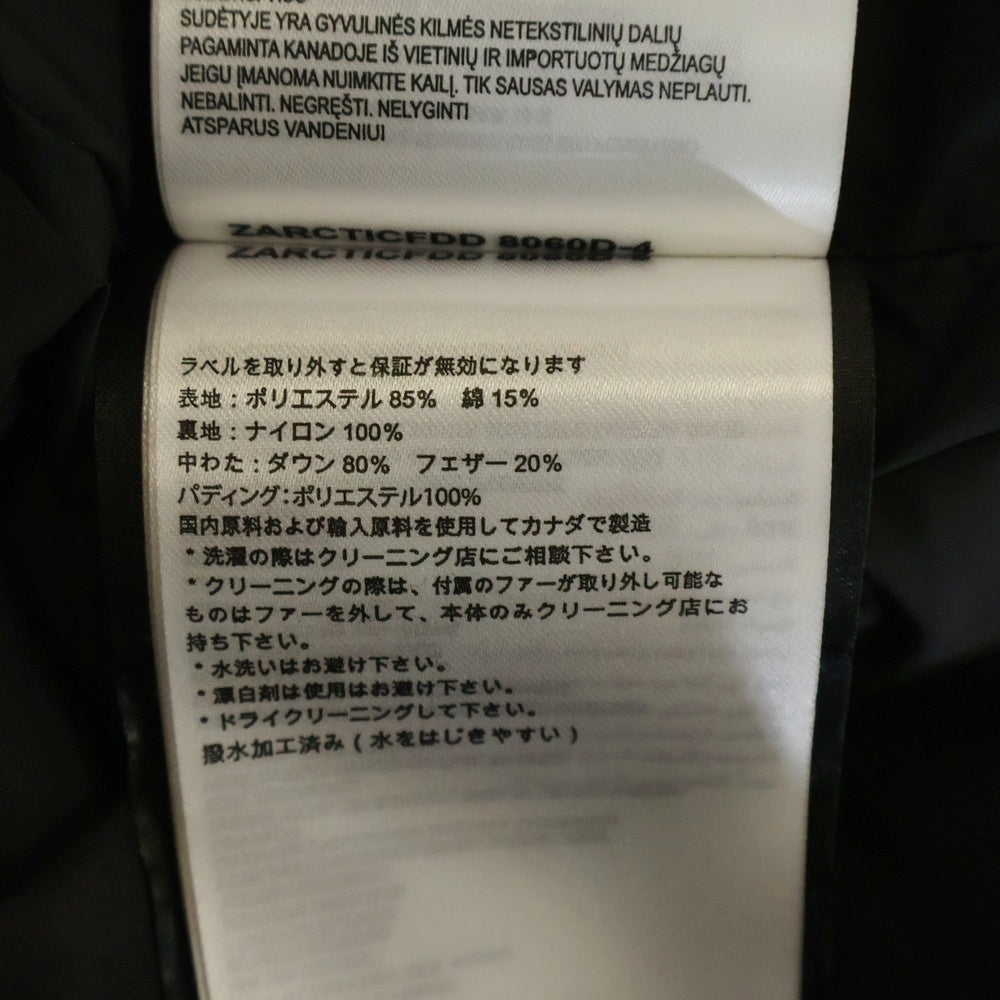 SUDĖTYJE YRA GYVULINĖS KILMĖS NETEKSTILINIŲ DALIŲ
PAGAMINTA KANADOJE IŠ VIETINIŲ IR IMPORTUOTŲ MEDŽIAGŲ
JEIGU ĮMANOMA NUIMKITE KAILĮ. TIK SAUSAS VALYMAS NEPLAUTI.
NEBALINTI. NEGRĘŠTI. NELYGINTI
ATSPARUS VANDENIUI
ZARCTICFDD 8060D-4
ZARCTICFDD 8060D-4
ラベルを取り外すと保証が無効になります
表地：ポリエステル 85%　綿 15%
裏地：ナイロン 100%
中わた：ダウン 80%　フェザー 20%
パディング：ポリエステル100%
国内原料および輸入原料を使用してカナダで製造
* 洗濯の際はクリーニング店にご相談下さい。
* クリーニングの際は、付属のファーが取り外し可能な
ものはファーを外して、本体のみクリーニング店にお
持ち下さい。
* 水洗いはお避け下さい。
* 漂白剤は使用はお避け下さい。
* ドライクリーニングして下さい。
撥水加工済み ( 水をはじきやすい )